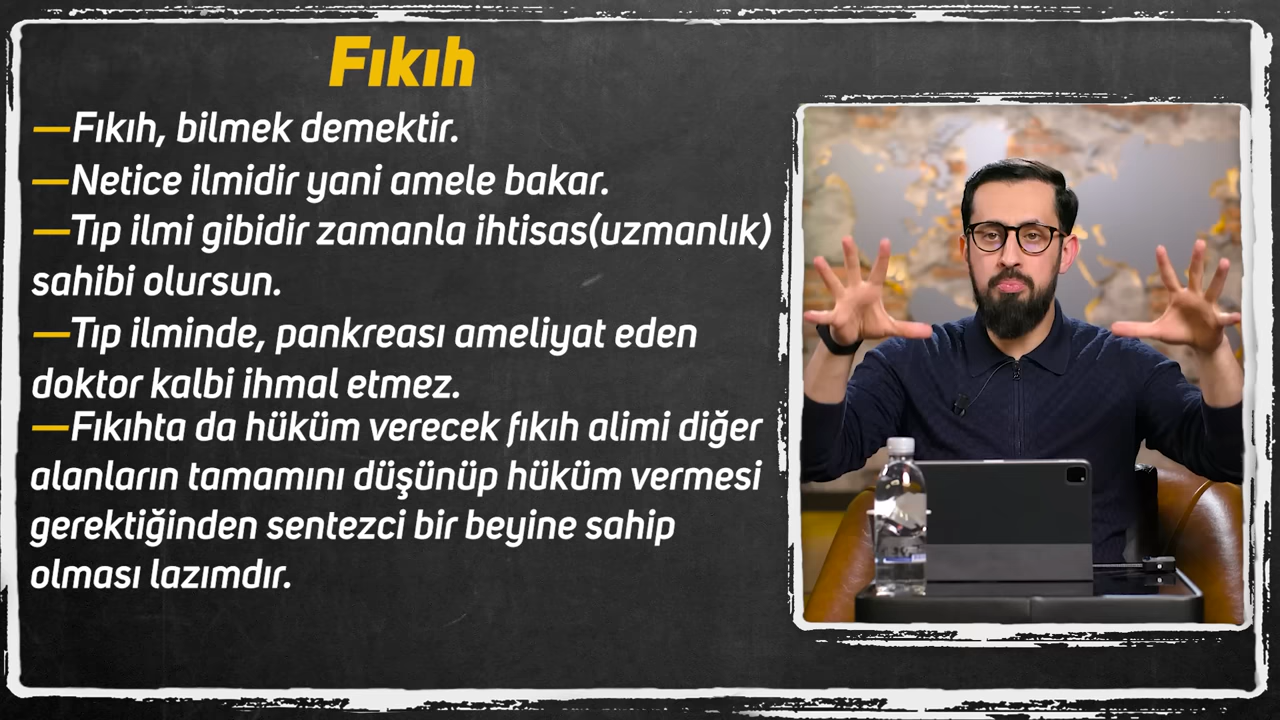 Fıkıh
—Fıkıh, bilmek demektir.
—Netice ilmidir yani amele bakar.
—Tıp ilmi gibidir zamanla ihtisas(uzmanlık)
sahibi olursun.
—Tıp ilminde, pankreası ameliyat eden
doktor kalbi ihmal etmez.
—Fıkıhta da hüküm verecek fıkıh alimi diğer
alanların tamamını düşünüp hüküm vermesi
gerektiğinden sentezci bir beyine sahip
olması lazımdır.